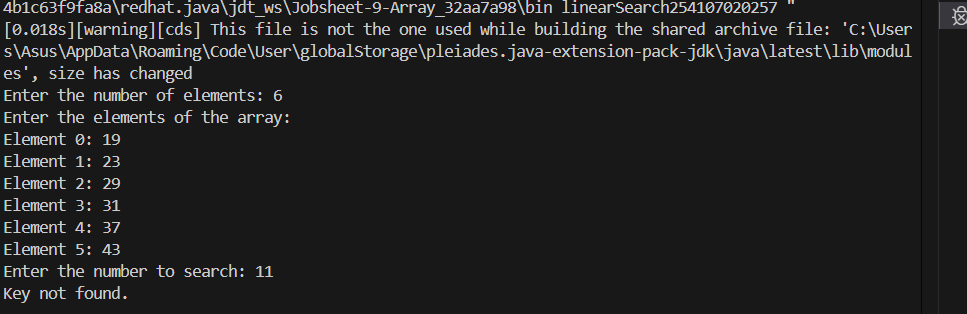 4b1c63f9fa8a\redhat.java\jdt_ws\Jobsheet-9-Array_32aa7a98\bin linearSearch254107020257 "
[0.018s][warning][cds] This file is not the one used while building the shared archive file: 'C:\User
s\Asus\AppData\Roaming\Code\User\globalStorage\pleiades.java-extension-pack-jdk\java\latest\lib\modul
es', size has changed
Enter the number of elements: 6
Enter the elements of the array:
Element 0: 19
Element 1: 23
Element 2: 29
Element 3: 31
Element 4: 37
Element 5: 43
Enter the number to search: 11
Key not found.